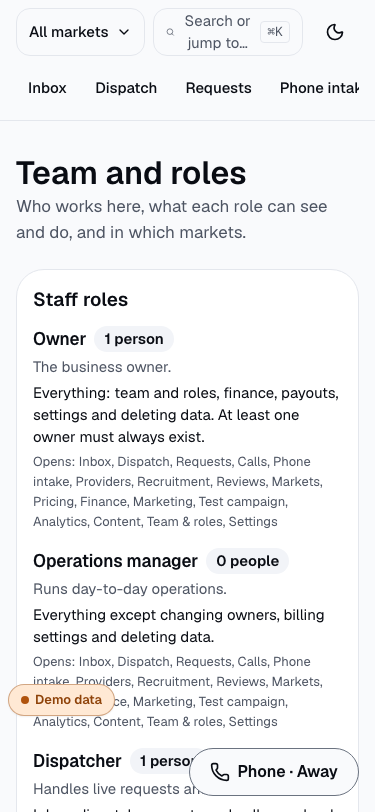 All markets
Search or
jump to...
⌘K
Inbox Dispatch Requests Phone intak
Team and roles
Who works here, what each role can see
and do, and in which markets.
Staff roles
Owner 1 person
The business owner.
Everything: team and roles, finance, payouts,
settings and deleting data. At least one
owner must always exist.
Opens: Inbox, Dispatch, Requests, Calls, Phone
intake, Providers, Recruitment, Reviews, Markets,
Pricing, Finance, Marketing, Test campaign,
Analytics, Content, Team & roles, Settings
Operations manager 0 people
Runs day-to-day operations.
Everything except changing owners, billing
settings and deleting data.
Opens: Inbox, Dispatch, Requests, Calls, Phone
intake, Providers, Recruitment, Reviews, Markets,
Demo data
ce, Marketing, Test campaign,
Analytics, Content, Team & roles, Settings
Dispatcher 1 person
Phone · Away
Handles live requests an